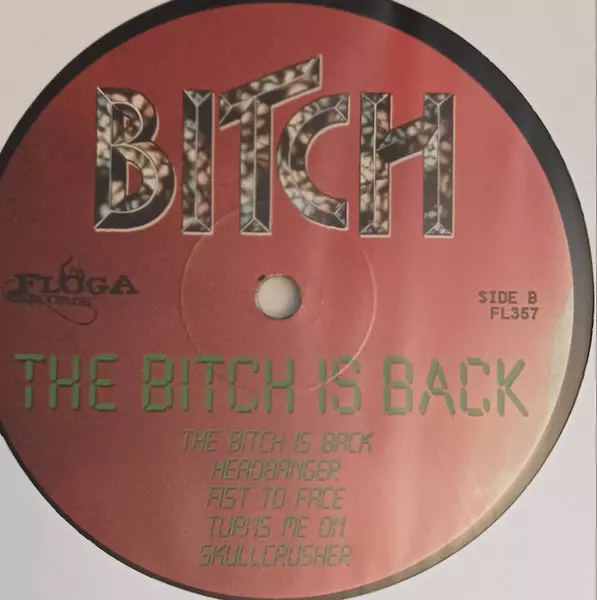 BITCH
FLOGA
RECORDS
SIDE B
FL357
THE BITCH IS BACK
THE BITCH IS BACK
HEADBANGER
FIST TO FACE
TURNS ME ON
SKULLCRUSHER